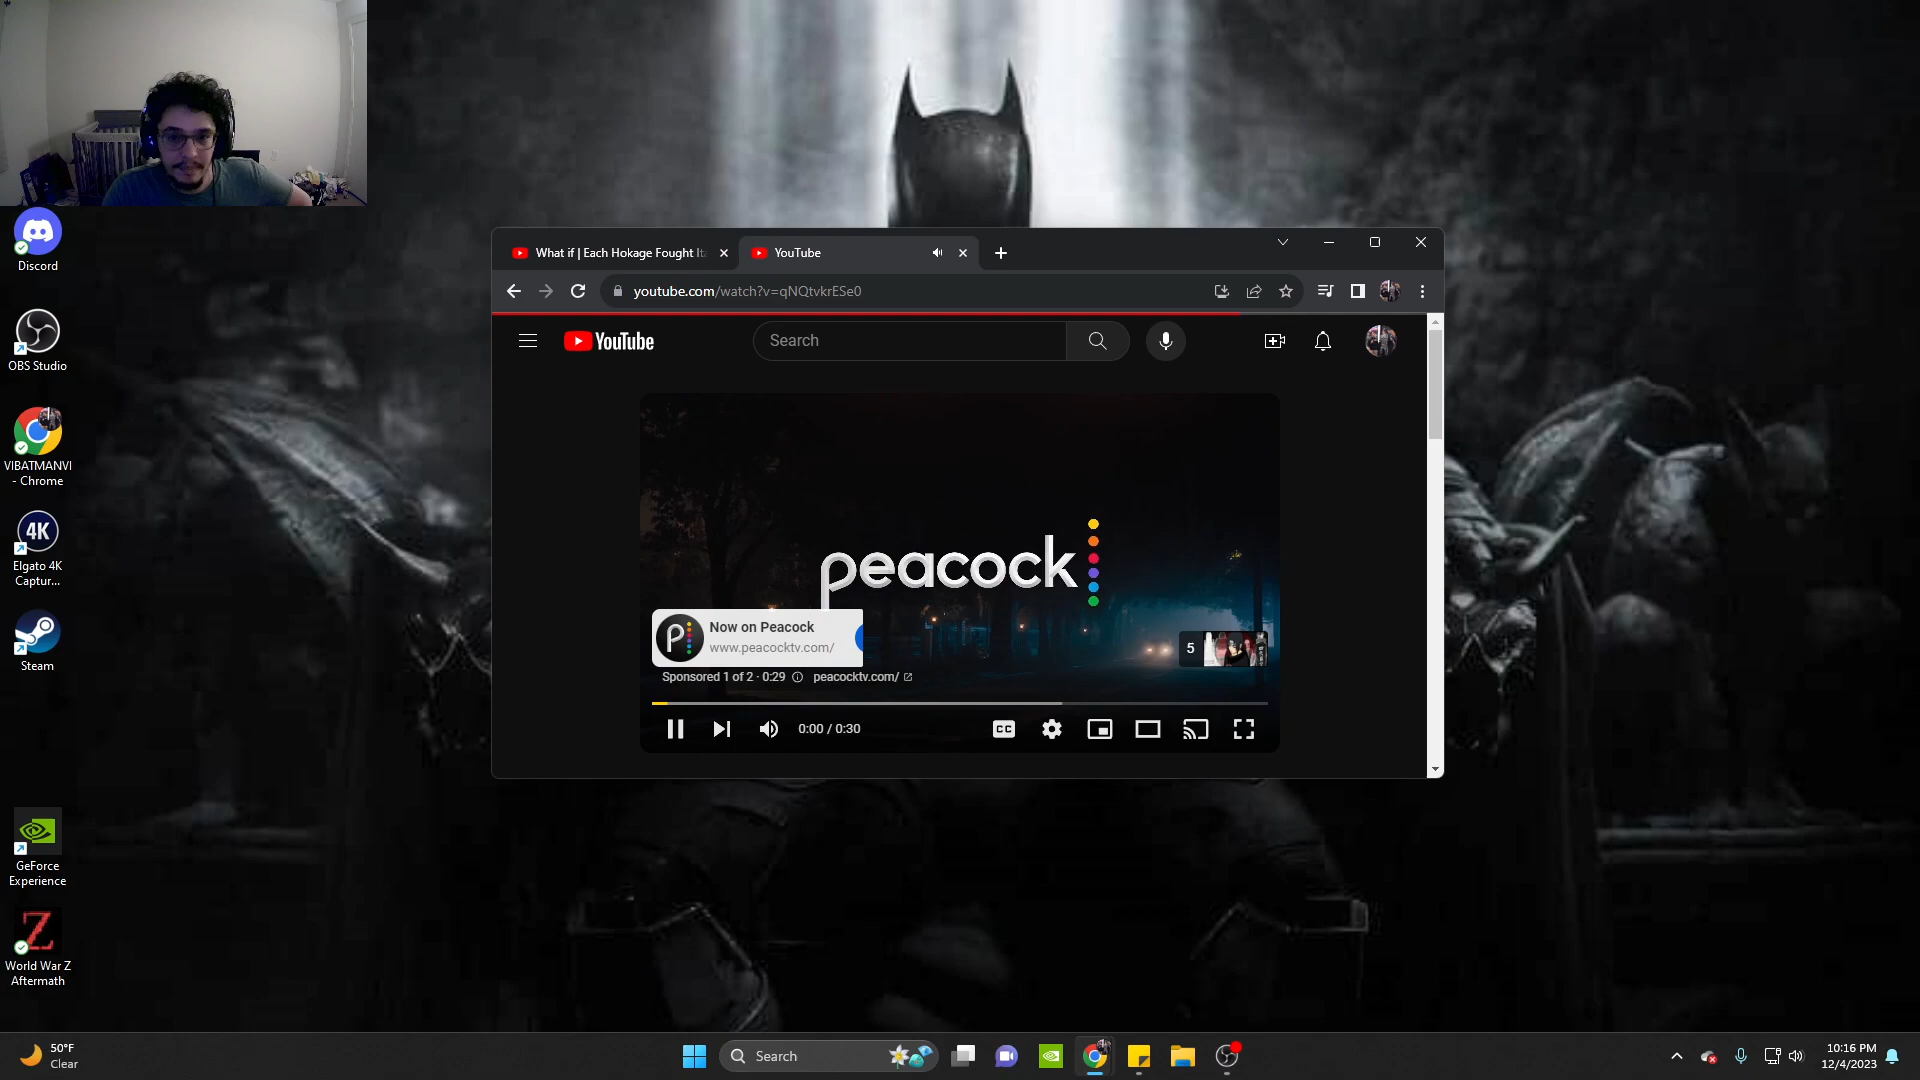 Discord
OBS Studio
VIBATMANVI
- Chrome
4K
Elgato 4K
Captur...
Steam
GeForce
Experience
Z
World War Z
Aftermath
What if | Each Hokage Fought It
YouTube
youtube.com/watch?v=qNQtvkrESe0
YouTube
Search
peacock
P
Now on Peacock
www.peacocktv.com/
5
Sponsored 1 of 2 · 0:29
peacocktv.com/
0:00 / 0:30
CC
50°F
Clear
Search
10:16 PM
12/4/2023